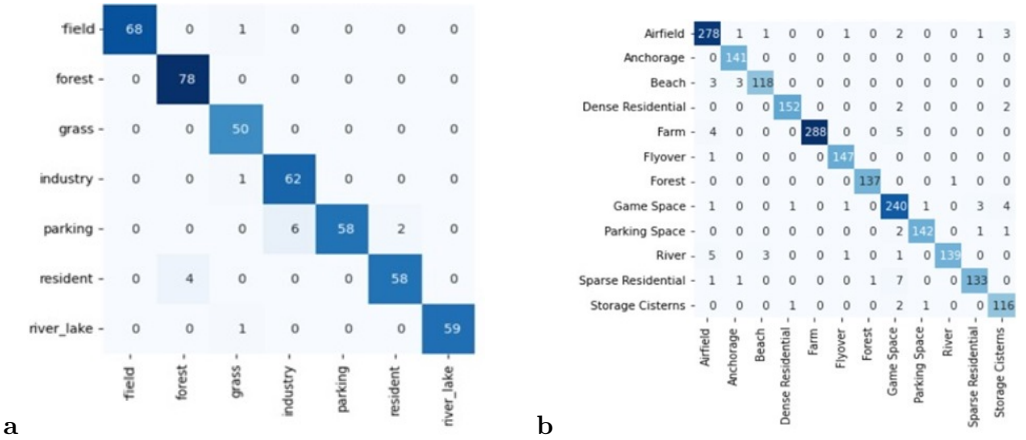 field 68 0 1 0 0 0 0
forest 0 78 0 0 0 0 0
grass 0 0 50 0 0 0 0
industry 0 0 1 62 0 0 0
parking 0 0 0 6 58 2 0
resident 0 4 0 0 0 58 0
river_lake 0 0 1 0 0 0 59
field forest grass industry parking resident river_lake
a
Airfield 278 1 1 0 0 1 0 2 0 0 1 3
Anchorage 0 141 0 0 0 0 0 0 0 0 0 0
Beach 3 3 118 0 0 0 0 0 0 0 0 0
Dense Residential 0 0 0 152 0 0 0 2 0 0 0 2
Farm 4 0 0 0 288 0 0 5 0 0 0 0
Flyover 1 0 0 0 0 147 0 0 0 0 0 0
Forest 0 0 0 0 0 0 137 0 0 1 0 0
Game Space 1 0 0 1 0 1 0 240 1 0 3 4
Parking Space 0 0 0 0 0 0 0 2 142 0 1 1
River 5 0 3 0 0 1 0 1 0 139 0 0
Sparse Residential 1 1 0 0 0 0 1 7 0 0 133 0
Storage Cisterns 0 0 0 1 0 0 0 2 1 0 0 116
Airfield Anchorage Beach Dense Residential Farm Flyover Forest Game Space Parking Space River Sparse Residential Storage Cisterns
b